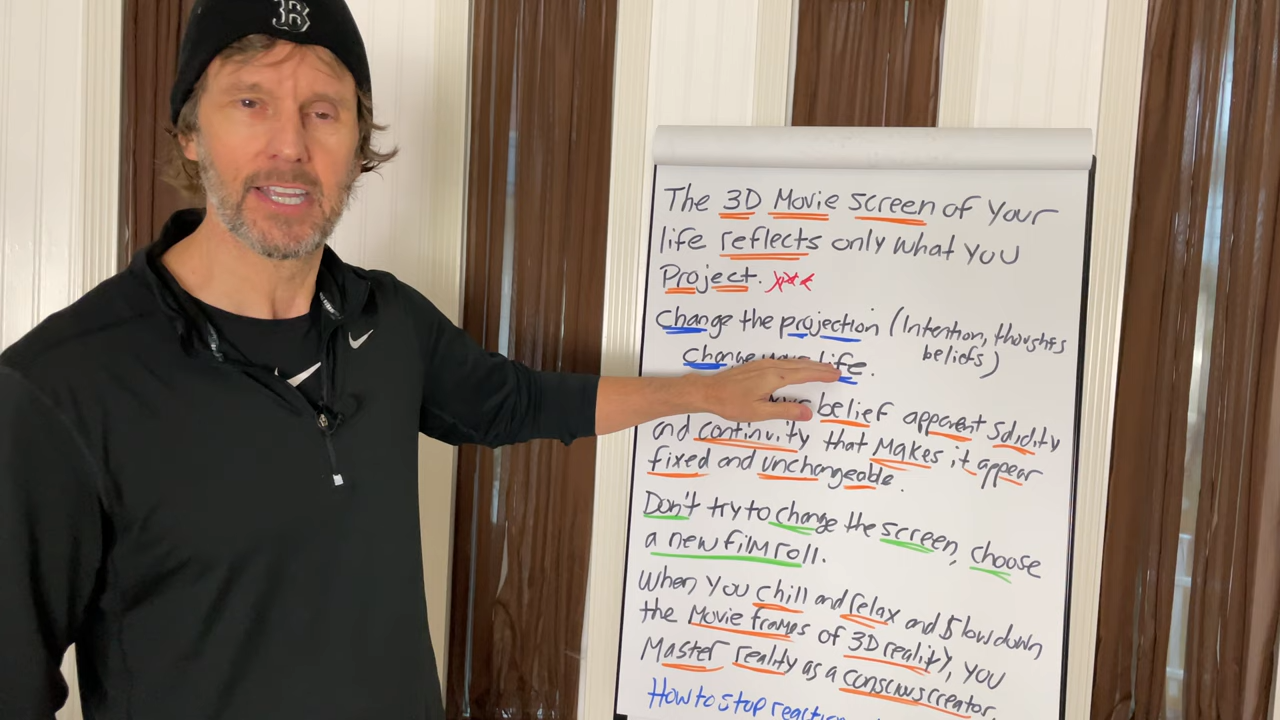 B
The 3D Movie screen of your
life reflects only what you
Project.
Change the projection (Intention, thoughts
beliefs)
Change your life.
belief apparent Solidity
and continuity that Makes it appear
fixed and unchangeable.
Don't try to change the screen, choose
a new film roll.
When you chill and relax and slow down
the Movie frames of 3D reality, you
Master reality as a conscious creator.
How to stop reaction